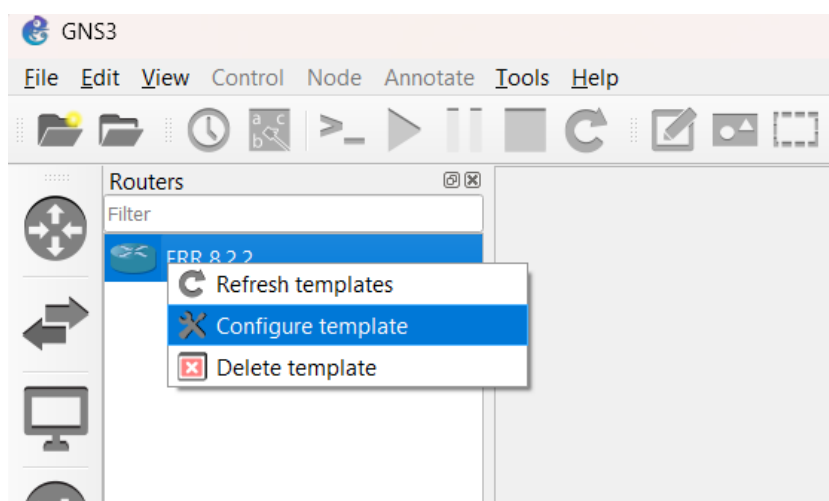 GNS3
File Edit View Control Node Annotate Tools Help
a c
b
>_
Routers
Filter
FRR 8.2.2
Refresh templates
Configure template
Delete template